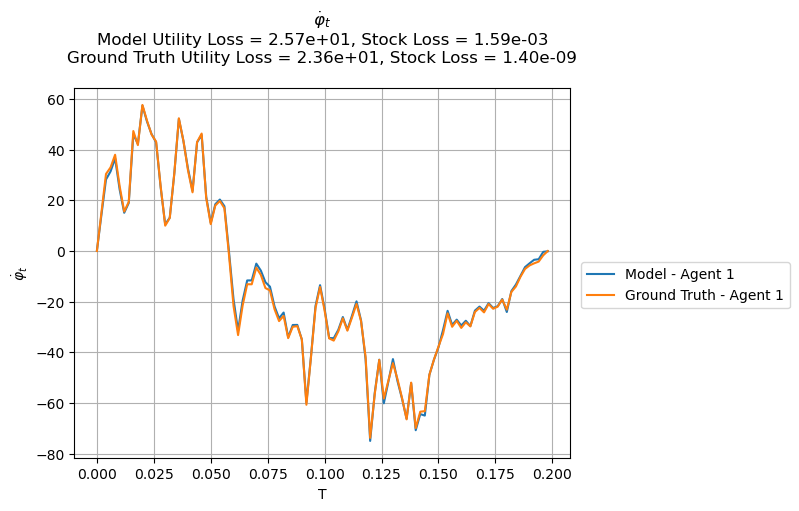 φ̇ₜ
Model Utility Loss = 2.57e+01, Stock Loss = 1.59e-03
Ground Truth Utility Loss = 2.36e+01, Stock Loss = 1.40e-09
φ̇ₜ
60
40
20
0
−20
−40
−60
−80
0.000 0.025 0.050 0.075 0.100 0.125 0.150 0.175 0.200
T
Model - Agent 1
Ground Truth - Agent 1